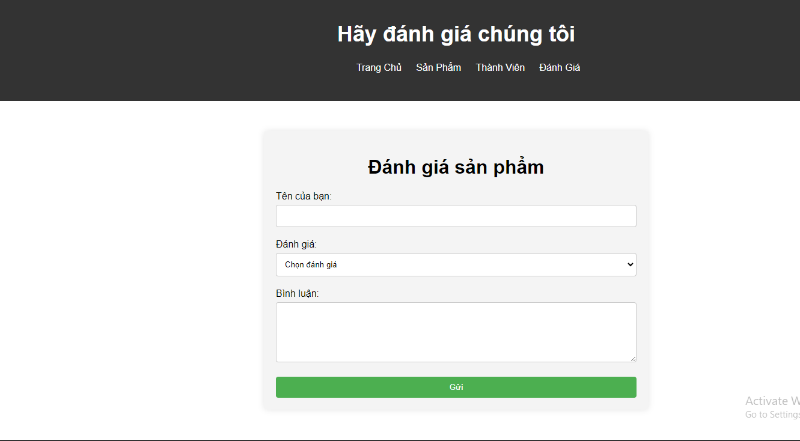 Hãy đánh giá chúng tôi
Trang Chủ Sản Phẩm Thành Viên Đánh Giá
Đánh giá sản phẩm
Tên của bạn:
Đánh giá:
Chọn đánh giá
Bình luận:
Gửi
Activate W
Go to Settings